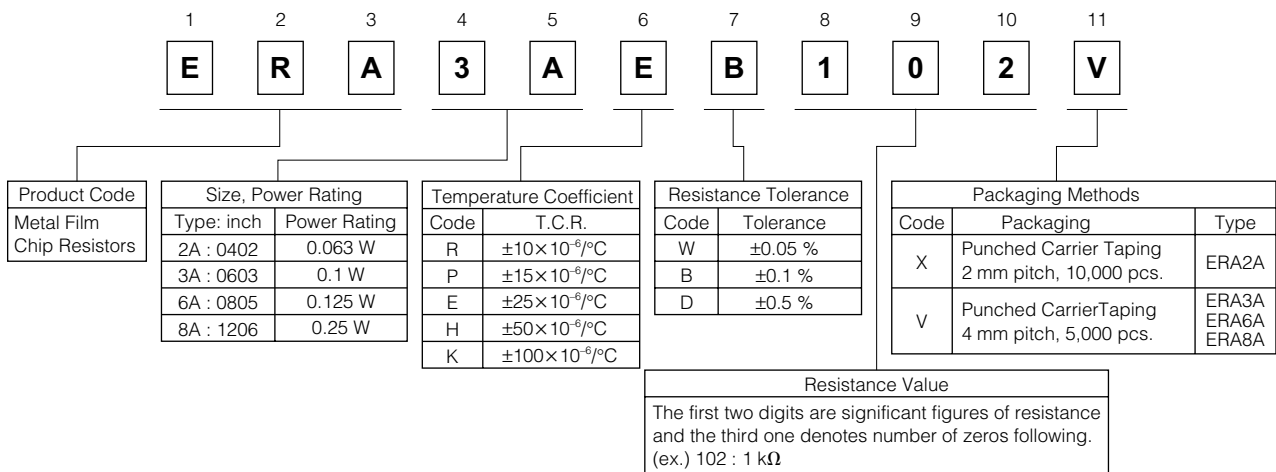 1 2 3 4 5 6 7 8 9 10 11
E R A 3 A E B 1 0 2 V
Product Code
Metal Film
Chip Resistors
Size, Power Rating
Type: inch Power Rating
2A : 0402 0.063 W
3A : 0603 0.1 W
6A : 0805 0.125 W
8A : 1206 0.25 W
Temperature Coefficient
Code T.C.R.
R ±10×10⁻⁶/°C
P ±15×10⁻⁶/°C
E ±25×10⁻⁶/°C
H ±50×10⁻⁶/°C
K ±100×10⁻⁶/°C
Resistance Tolerance
Code Tolerance
W ±0.05 %
B ±0.1 %
D ±0.5 %
Packaging Methods
Code Packaging Type
X Punched Carrier Taping
2 mm pitch, 10,000 pcs. ERA2A
V Punched CarrierTaping
4 mm pitch, 5,000 pcs. ERA3A
ERA6A
ERA8A
Resistance Value
The first two digits are significant figures of resistance
and the third one denotes number of zeros following.
(ex.) 102 : 1 kΩ